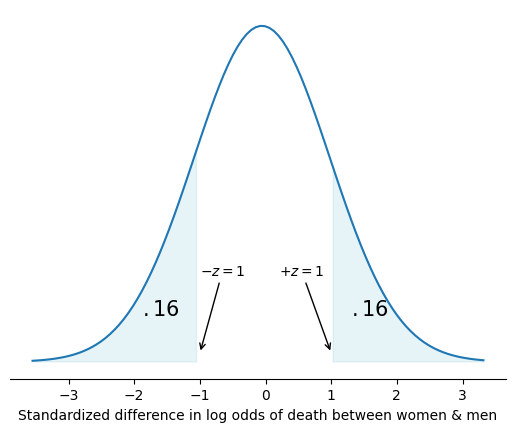 −z = 1 +z = 1
.16 .16
−3 −2 −1 0 1 2 3
Standardized difference in log odds of death between women & men